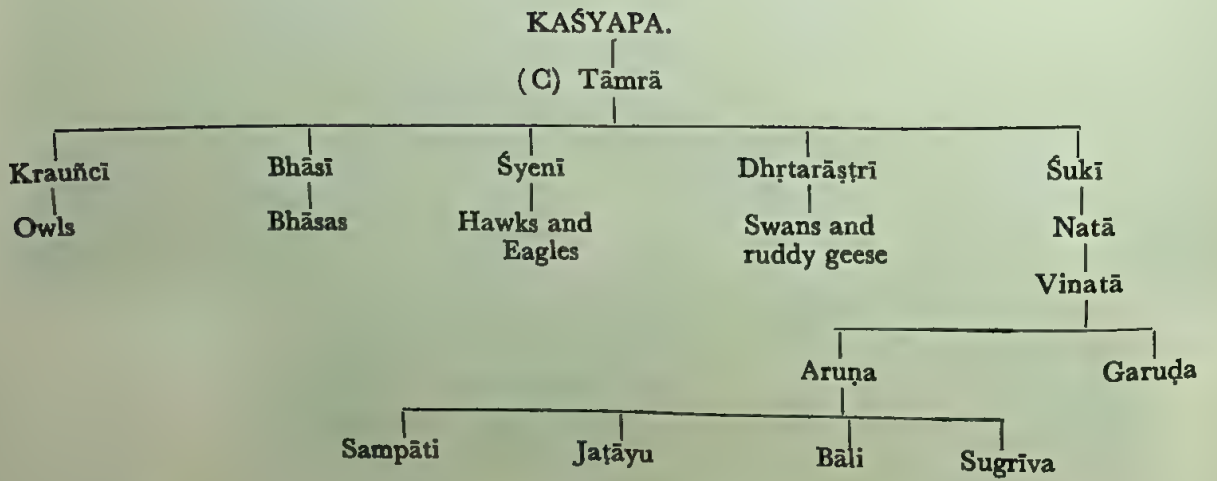 KAŚYAPA.
(C) Tāmrā
Krauñcī Bhāsī Śyenī Dhṛtarāṣṭrī Śukī
Owls Bhāsas Hawks and Swans and Natā
Eagles ruddy geese
Vinatā
Aruṇa Garuḍa
Sampāti Jaṭāyu Bāli Sugrīva